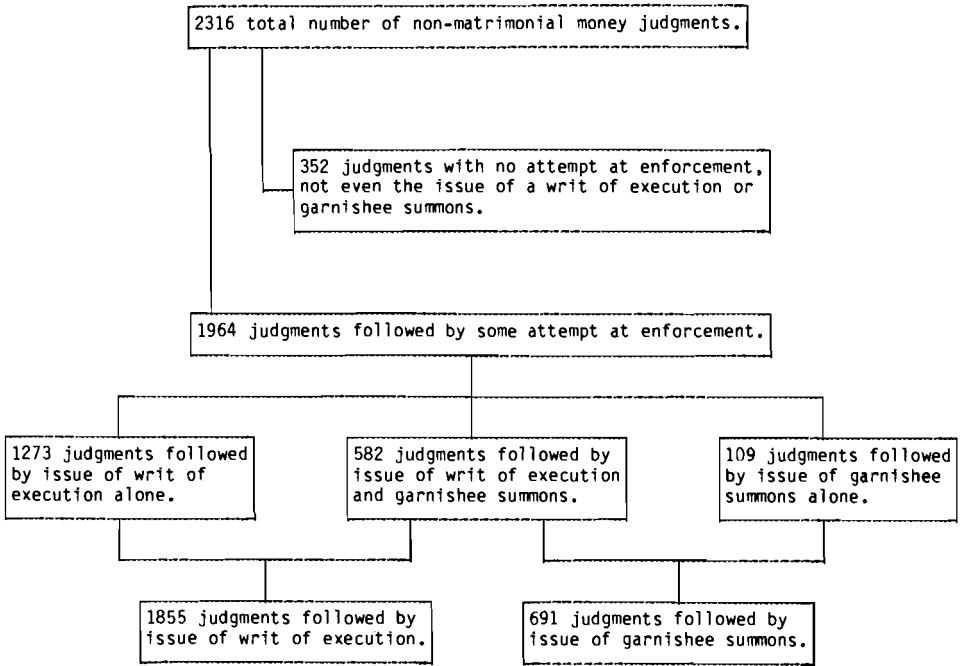 2316 total number of non-matrimonial money judgments.
352 judgments with no attempt at enforcement,
not even the issue of a writ of execution or
garnishee summons.
1964 judgments followed by some attempt at enforcement.
1273 judgments followed
by issue of writ of
execution alone.
582 judgments followed by
issue of writ of execution
and garnishee summons.
109 judgments followed
by issue of garnishee
summons alone.
1855 judgments followed by
issue of writ of execution.
691 judgments followed by
issue of garnishee summons.